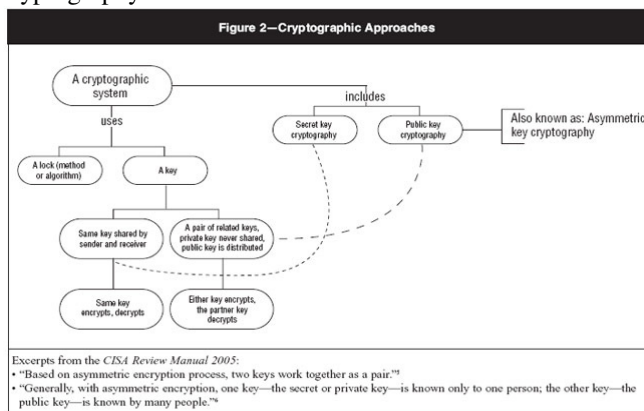 Figure 2—Cryptographic Approaches
A cryptographic
system
includes
uses
Secret key
cryptography
Public key
cryptography
Also known as: Asymmetric
key cryptography
A lock (method
or algorithm)
A key
Same key shared by
sender and receiver
A pair of related keys,
private key never shared,
public key is distributed
Same key
encrypts, decrypts
Either key encrypts,
the partner key
decrypts
Excerpts from the CISA Review Manual 2005:
• “Based on asymmetric encryption process, two keys work together as a pair.”⁵
• “Generally, with asymmetric encryption, one key—the secret or private key—is known only to one person; the other key—the
public key—is known by many people.”⁶